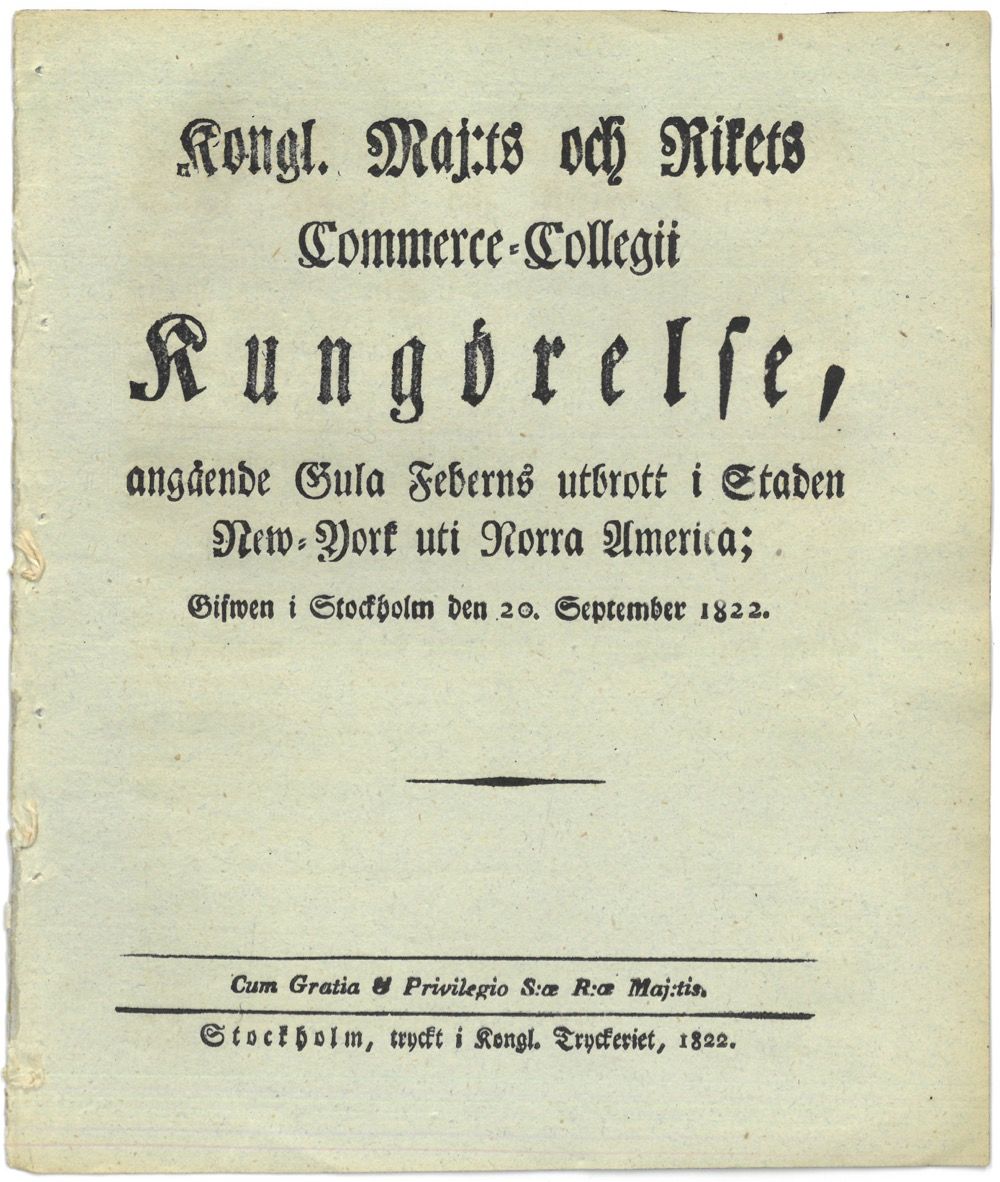 Kongl. Maj:ts och Rikets
Commerce-Collegii
Kungörelse,
angående Gula Feberns utbrott i Staden
New-York uti Norra America;
Gifwen i Stockholm den 20. September 1822.
Cum Gratia & Privilegio S:æ R:æ Maj:tis.
Stockholm, tryckt i Kongl. Tryckeriet, 1822.